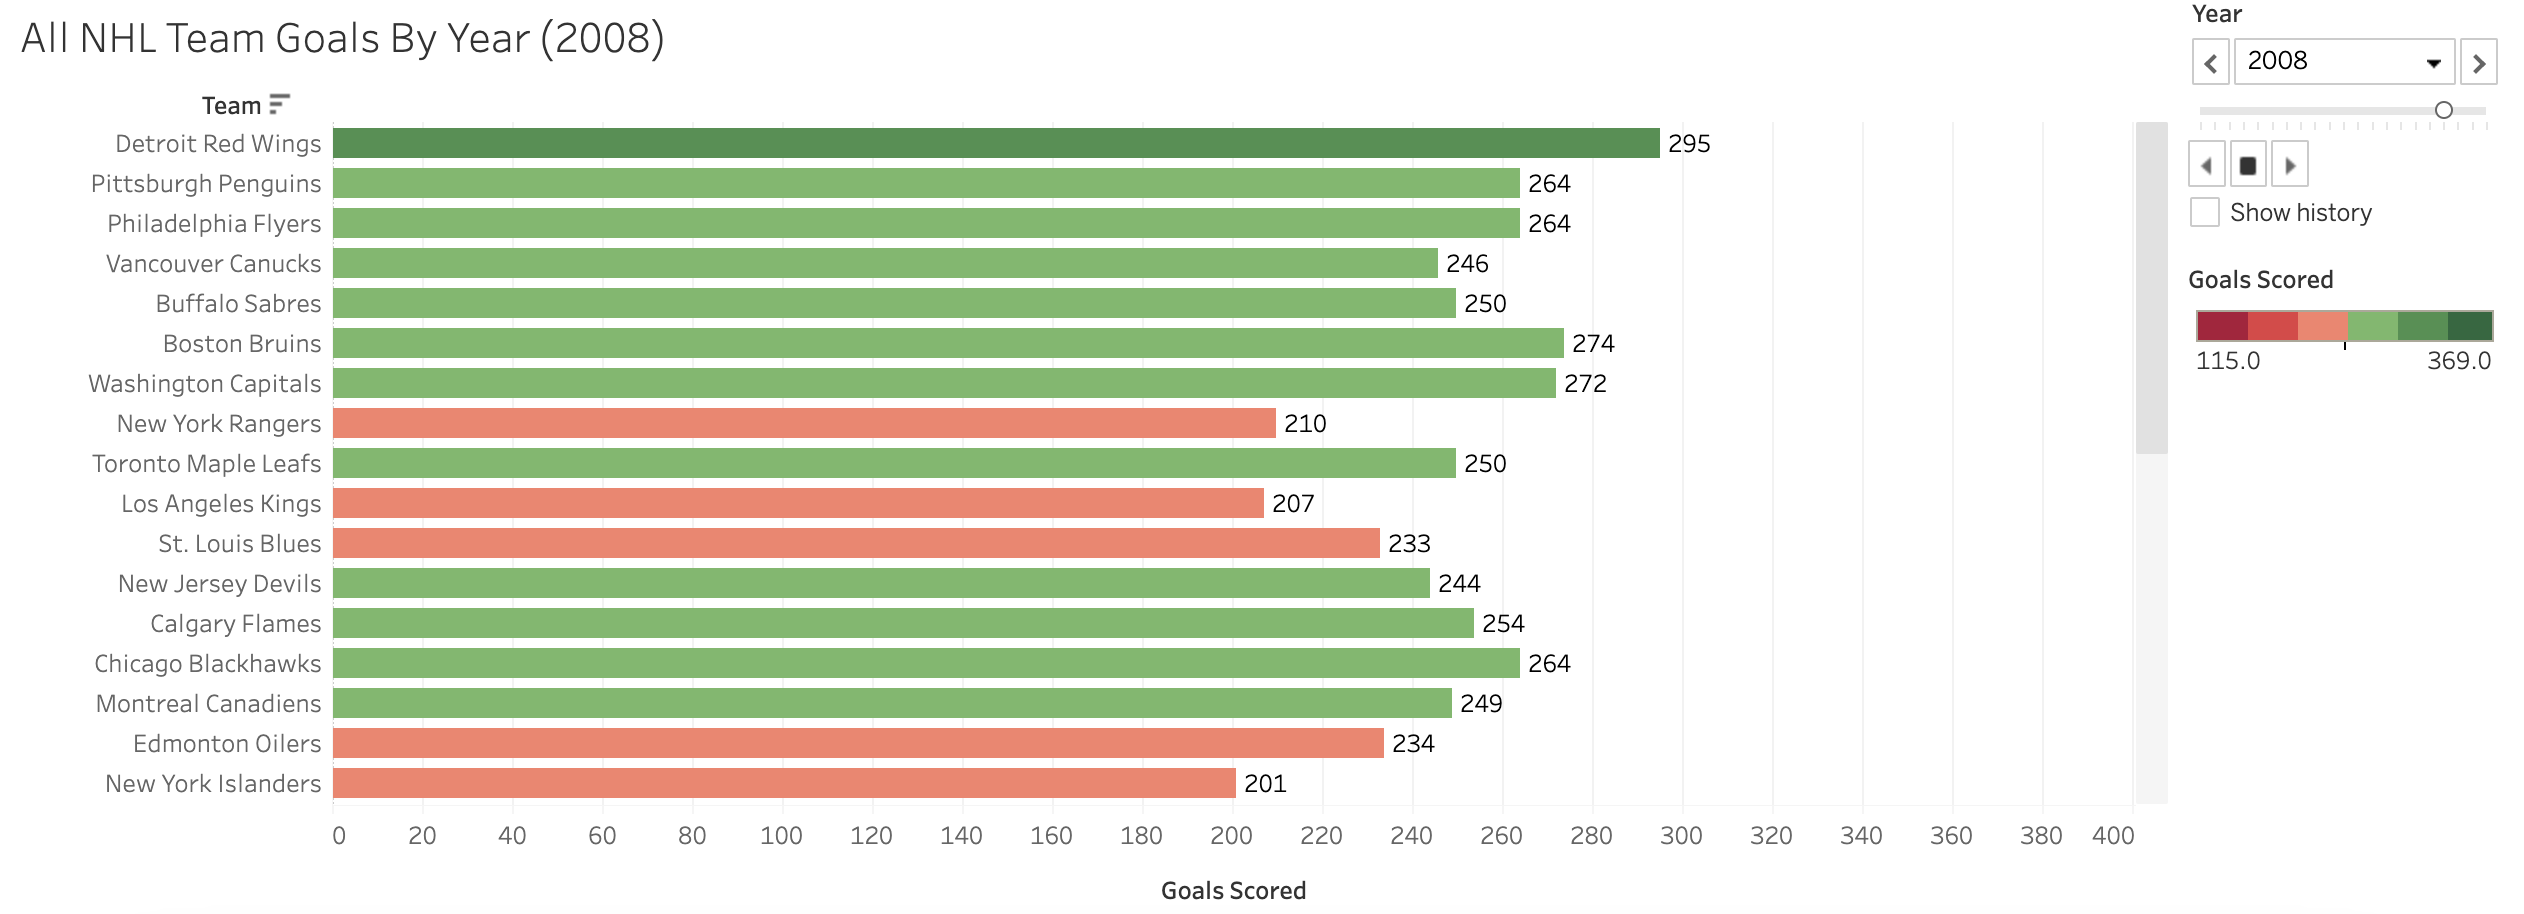 All NHL Team Goals By Year (2008)
Team
Detroit Red Wings 295
Pittsburgh Penguins 264
Philadelphia Flyers 264
Vancouver Canucks 246
Buffalo Sabres 250
Boston Bruins 274
Washington Capitals 272
New York Rangers 210
Toronto Maple Leafs 250
Los Angeles Kings 207
St. Louis Blues 233
New Jersey Devils 244
Calgary Flames 254
Chicago Blackhawks 264
Montreal Canadiens 249
Edmonton Oilers 234
New York Islanders 201
0 20 40 60 80 100 120 140 160 180 200 220 240 260 280 300 320 340 360 380 400
Goals Scored
Year
2008
Show history
Goals Scored
115.0 369.0